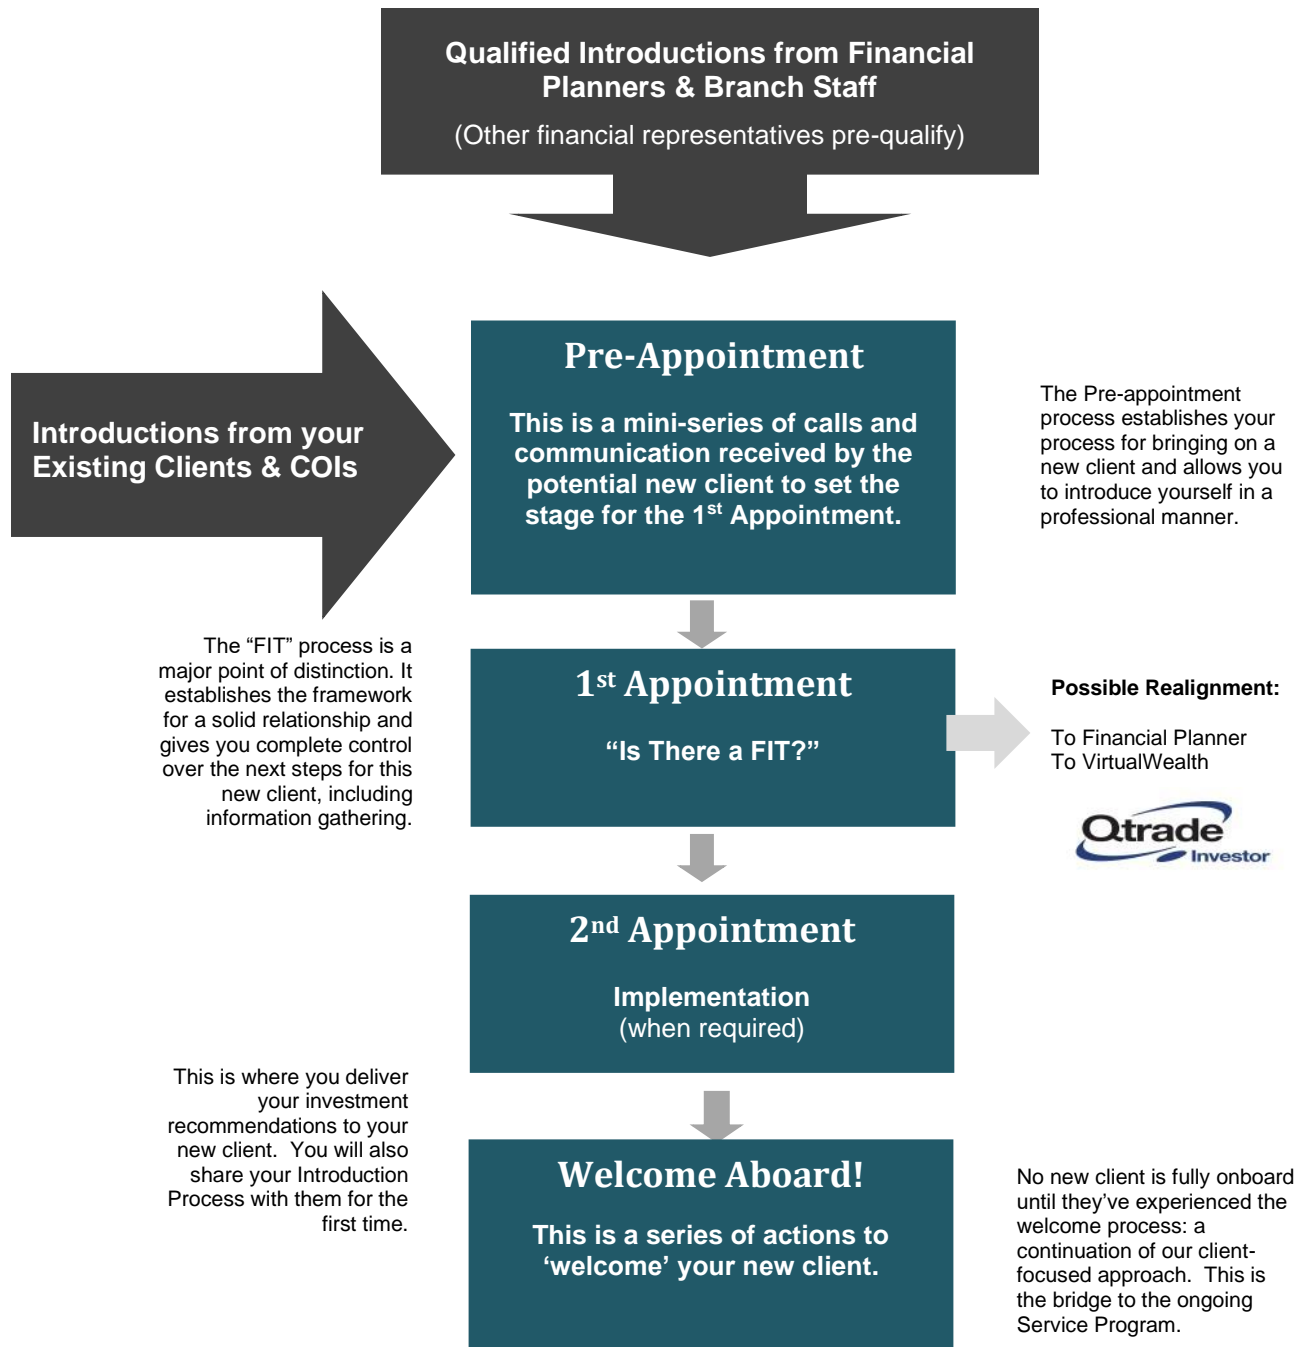 Qualified Introductions from Financial
Planners & Branch Staff
(Other financial representatives pre-qualify)
Introductions from your
Existing Clients & COIs
Pre-Appointment
This is a mini-series of calls and
communication received by the
potential new client to set the
stage for the 1st Appointment.
The Pre-appointment
process establishes your
process for bringing on a
new client and allows you
to introduce yourself in a
professional manner.
The “FIT” process is a
major point of distinction. It
establishes the framework
for a solid relationship and
gives you complete control
over the next steps for this
new client, including
information gathering.
1st Appointment
“Is There a FIT?”
Possible Realignment:
To Financial Planner
To VirtualWealth
Qtrade
Investor
2nd Appointment
Implementation
(when required)
This is where you deliver
your investment
recommendations to your
new client.  You will also
share your Introduction
Process with them for the
first time.
Welcome Aboard!
This is a series of actions to
‘welcome’ your new client.
No new client is fully onboard
until they’ve experienced the
welcome process: a
continuation of our client-
focused approach.  This is
the bridge to the ongoing
Service Program.